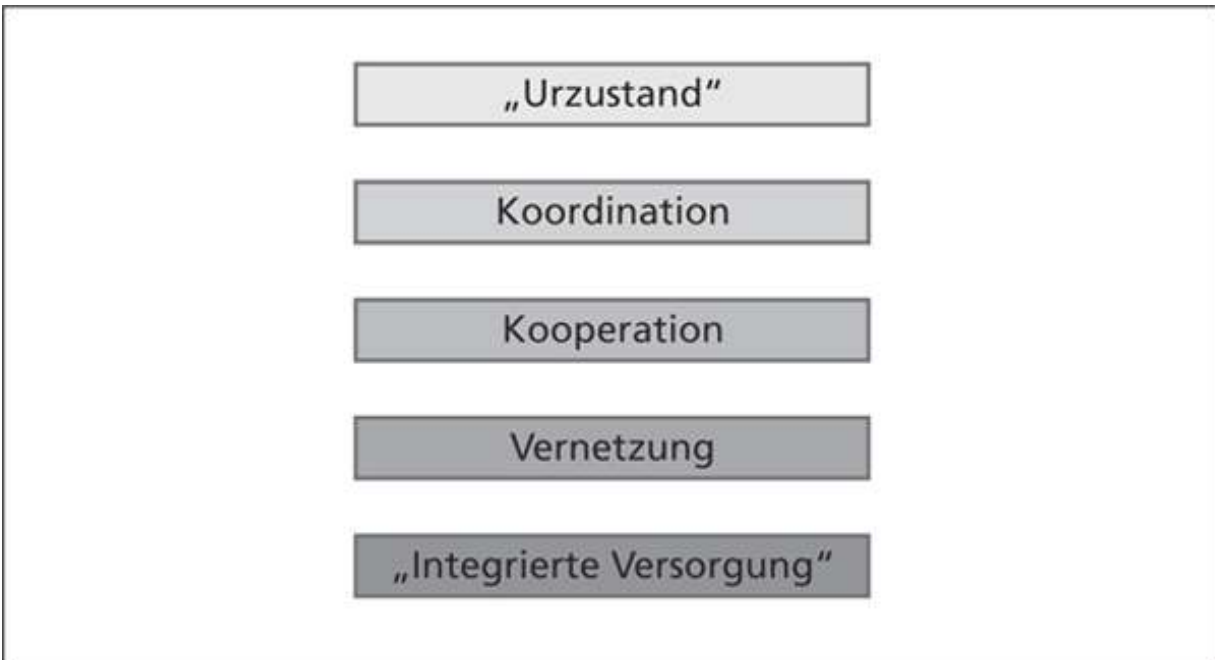 „Urzustand“
Koordination
Kooperation
Vernetzung
„Integrierte Versorgung“